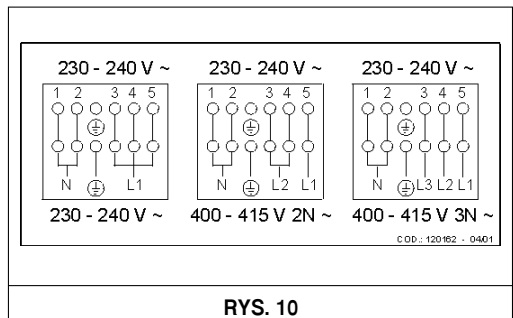 230 - 240 V ~ 230 - 240 V ~ 230 - 240 V ~
1 2 3 4 5 1 2 3 4 5 1 2 3 4 5
N L1 N L2 L1 N L3 L2 L1
230 - 240 V ~ 400 - 415 V 2N ~ 400 - 415 V 3N ~
COD.: 120162 - 04.01
RYS. 10